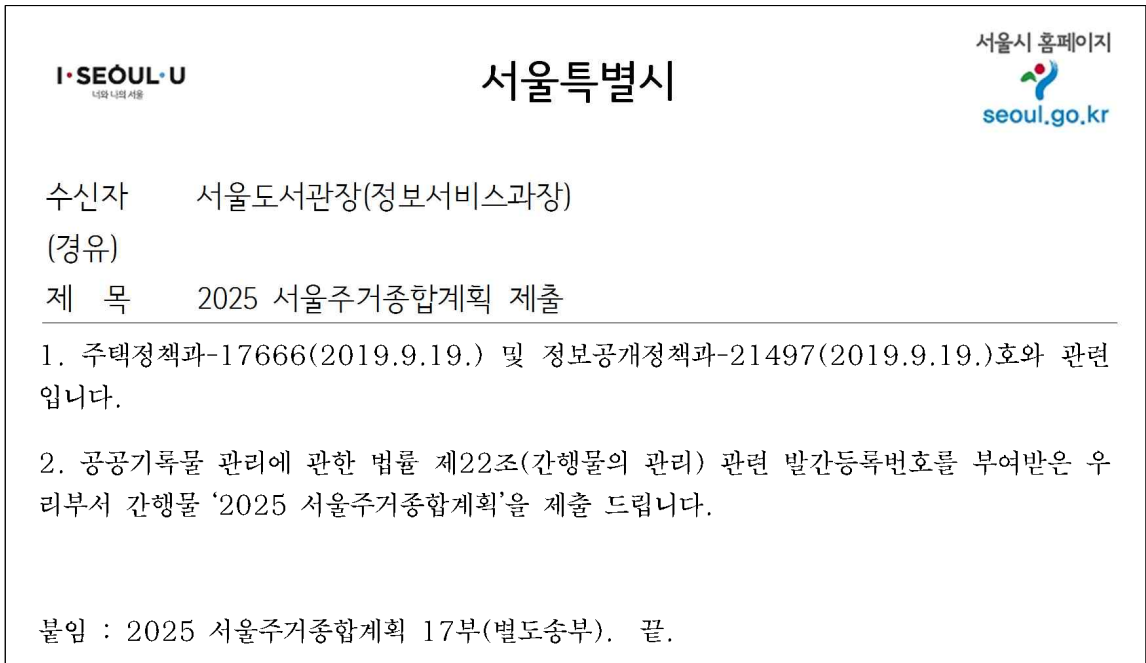 I·SEOUL·U
너와 나의 서울
서울특별시
서울시 홈페이지
seoul.go.kr
수신자 서울도서관장(정보서비스과장)
(경유)
제 목 2025 서울주거종합계획 제출
1. 주택정책과-17666(2019.9.19.) 및 정보공개정책과-21497(2019.9.19.)호와 관련
입니다.
2. 공공기록물 관리에 관한 법률 제22조(간행물의 관리) 관련 발간등록번호를 부여받은 우
리부서 간행물 ‘2025 서울주거종합계획’을 제출 드립니다.
붙임 : 2025 서울주거종합계획 17부(별도송부). 끝.